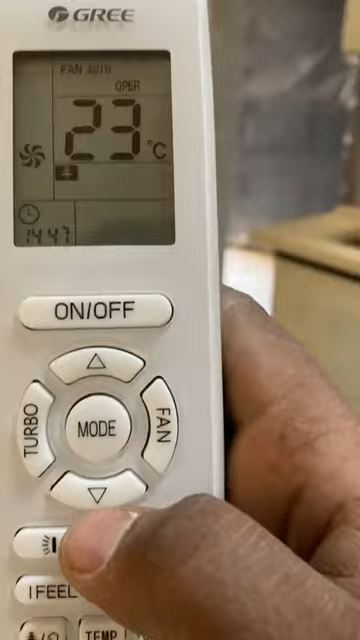 GREE
FAN AUTO
OPER
23 °C
14 47
ON/OFF
TURBO
MODE
FAN
I FEEL
TEMP